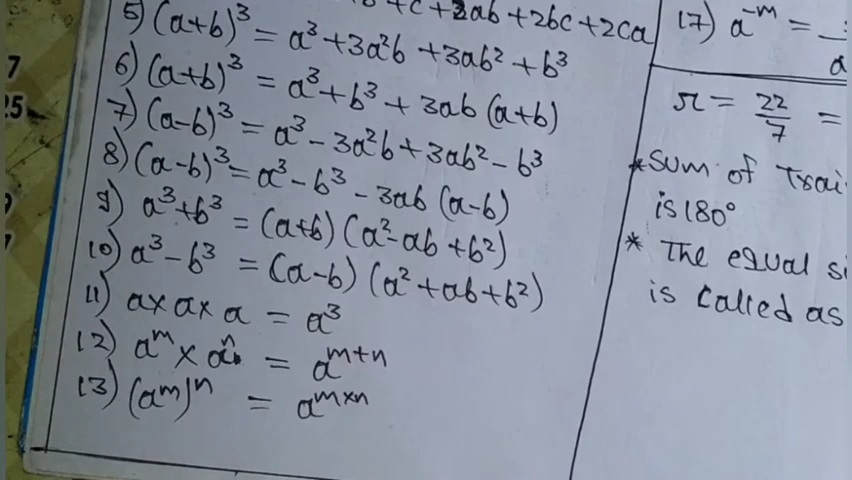 +c+2ab+2bc+2ca
5) (a+b)³ = a³+3a²b+3ab²+b³
6) (a+b)³ = a³+b³+3ab(a+b)
7) (a-b)³ = a³-3a²b+3ab²-b³
8) (a-b)³ = a³-b³-3ab(a-b)
9) a³+b³ = (a+b)(a²-ab+b²)
10) a³-b³ = (a-b)(a²+ab+b²)
11) a×a×a = a³
12) aᵐ×aⁿ = aᵐ⁺ⁿ
13) (aᵐ)ⁿ = aᵐˣⁿ
17) a⁻ᵐ =
π = 22/7 =
*sum of
is 180°
* The equal
is called as
7
25